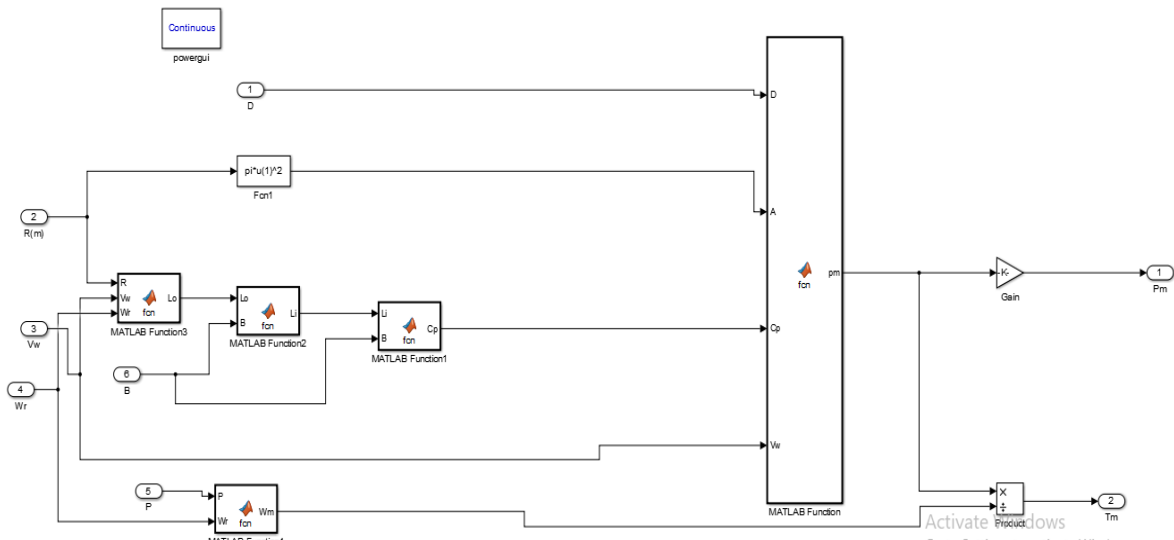 Continuous
powergui
1
D
D
pi*u(1)^2
Fcn1
A
2
R(m)
R
Vw
Wr
Lo
fcn
MATLAB Function3
Lo
B
Li
fcn
MATLAB Function2
Li
B
Cp
fcn
MATLAB Function1
Cp
fcn
pm
-K-
Gain
1
Pm
3
Vw
6
B
4
Wr
Vw
5
P
P
Wr
Wm
fcn
MATLAB Function
×
÷
Product
2
Tm
Activate Windows